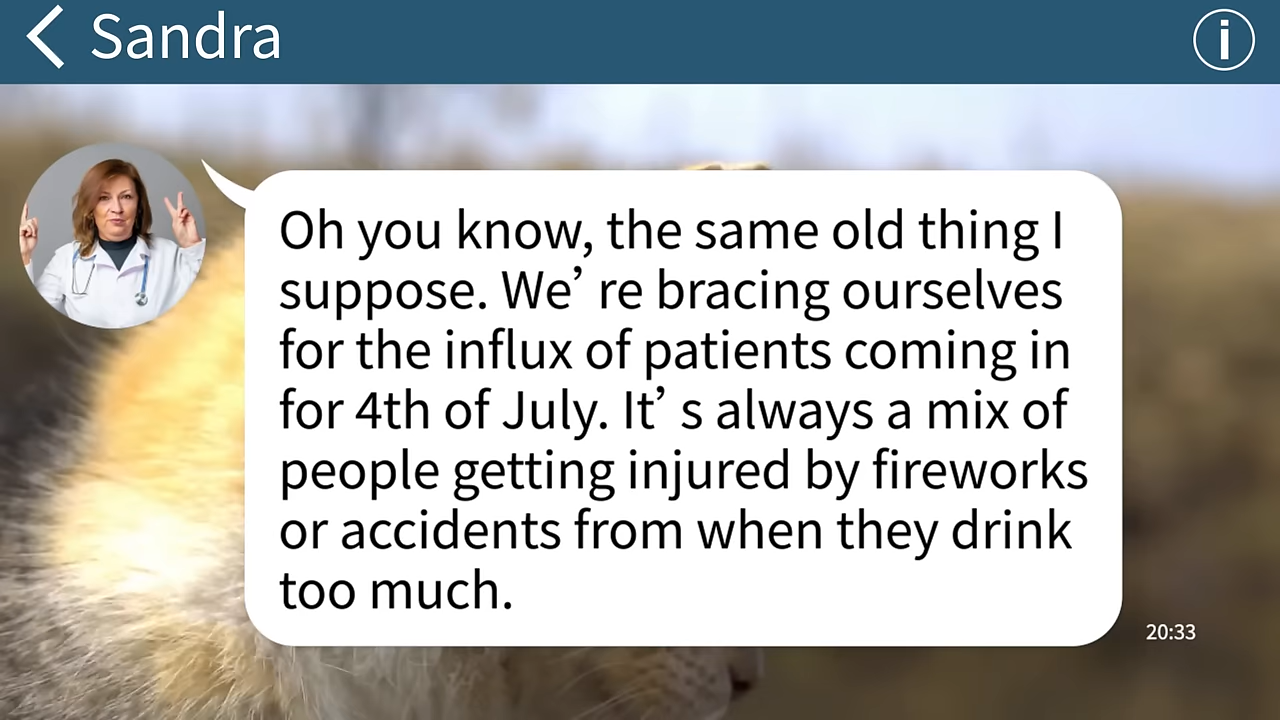 Sandra
Oh you know, the same old thing I
suppose. We’ re bracing ourselves
for the influx of patients coming in
for 4th of July. It’ s always a mix of
people getting injured by fireworks
or accidents from when they drink
too much.
20:33